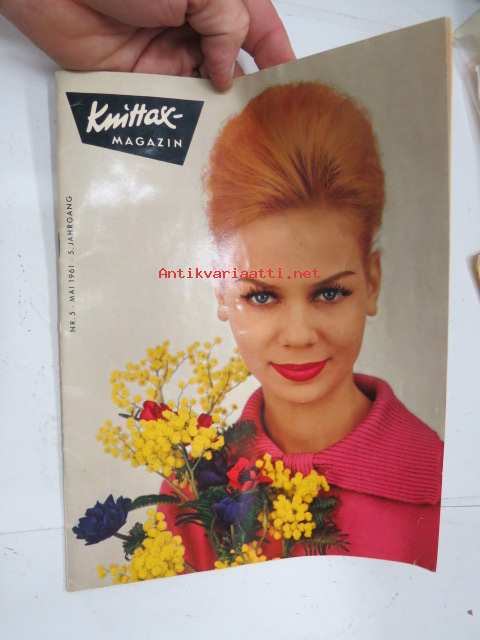 Knittax-
MAGAZIN
NR. 5 · MAI 1961 · 5. JAHRGANG
Antikvariaatti.net